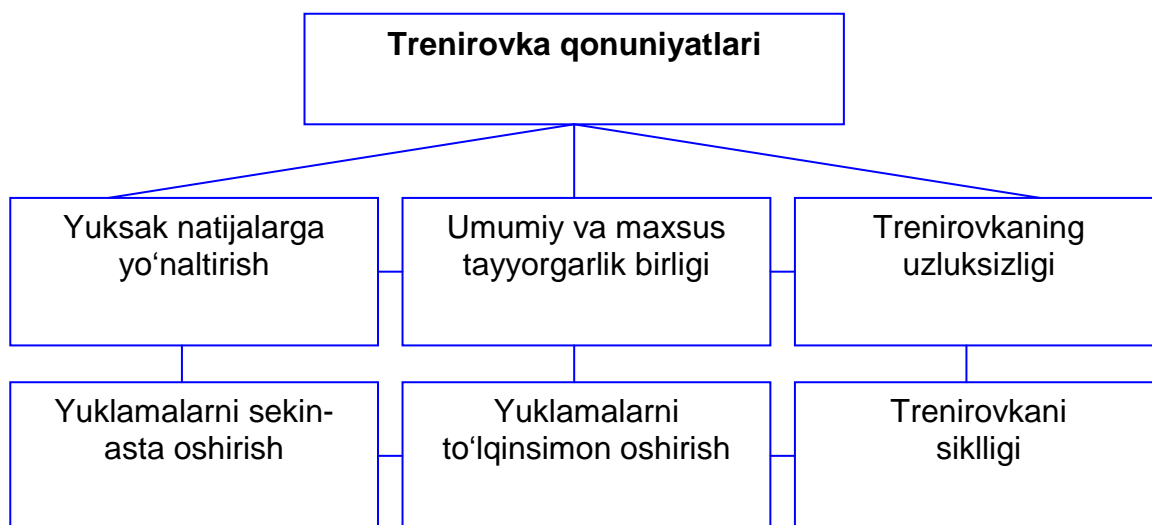 Trenirovka qonuniyatlari
Yuksak natijalarga
yo‘naltirish
Umumiy va maxsus
tayyorgarlik birligi
Trenirovkaning
uzluksizligi
Yuklamalarni sekin-
asta oshirish
Yuklamalarni
to‘lqinsimon oshirish
Trenirovkani
siklligi